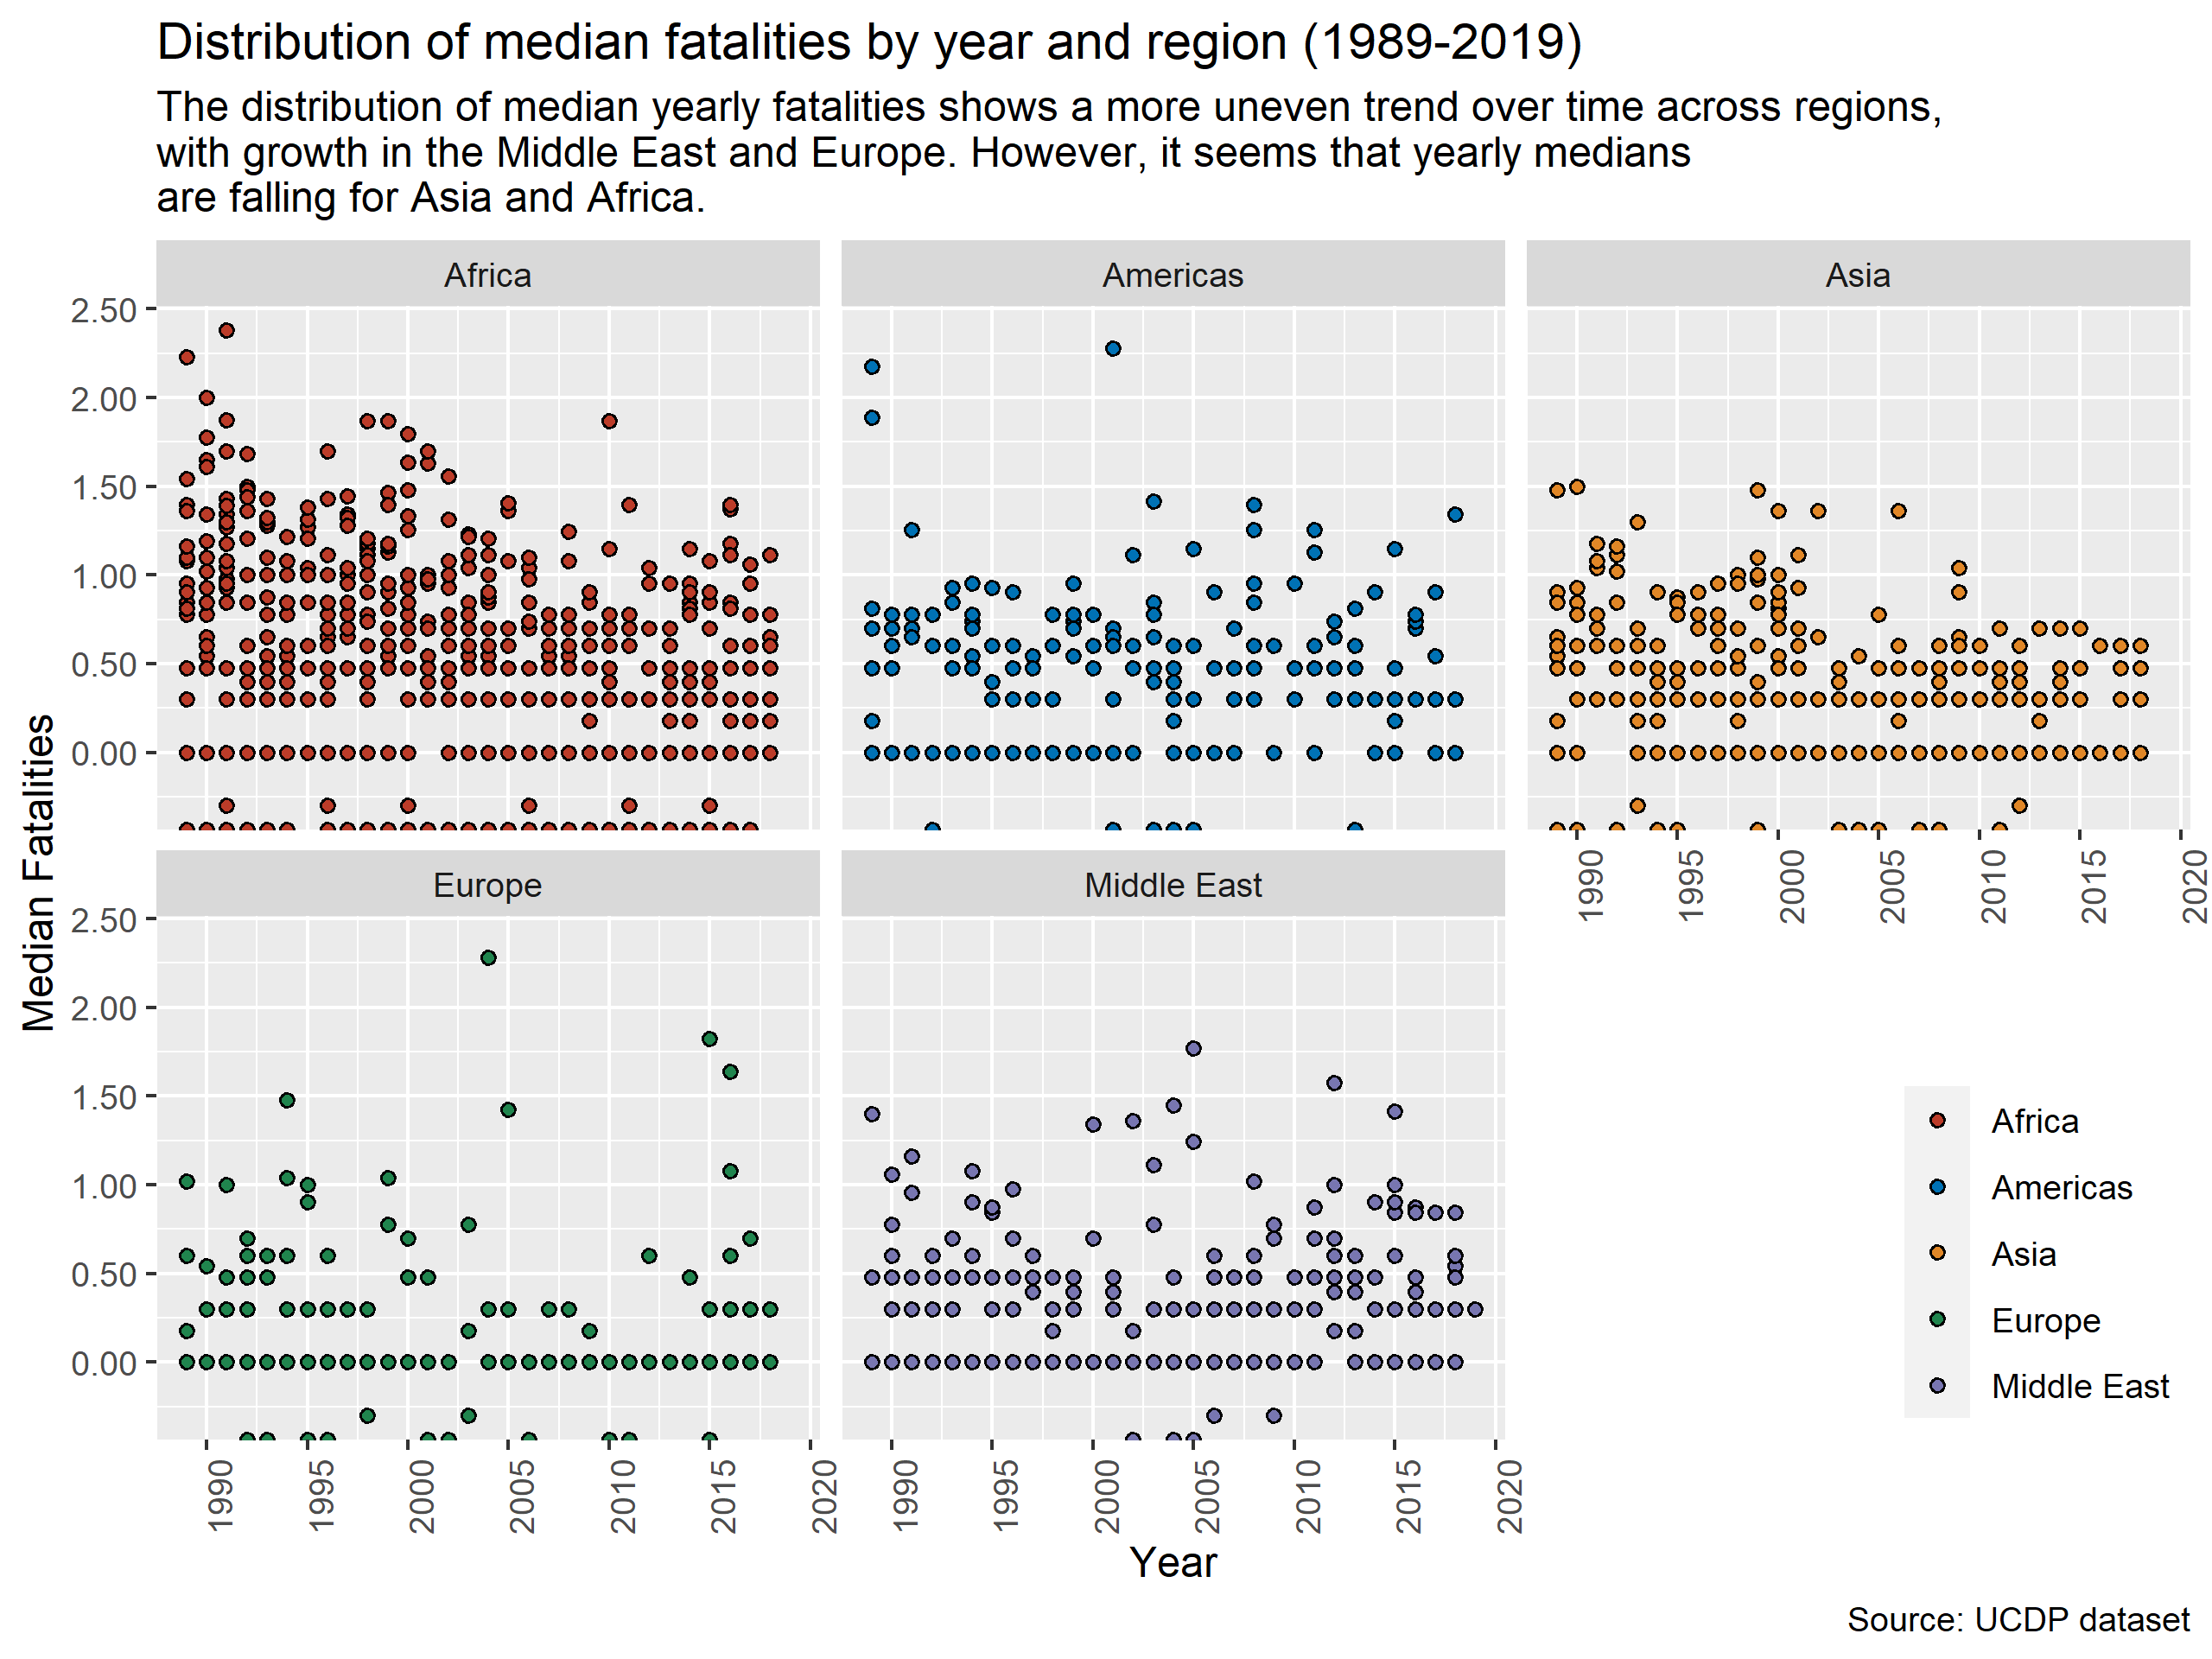 Distribution of median fatalities by year and region (1989-2019)
The distribution of median yearly fatalities shows a more uneven trend over time across regions,
with growth in the Middle East and Europe. However, it seems that yearly medians
are falling for Asia and Africa.
Africa
Americas
Asia
2.50
2.00
1.50
1.00
0.50
0.00
1990
1995
2000
2005
2010
2015
2020
Europe
Middle East
2.50
2.00
1.50
1.00
0.50
0.00
1990
1995
2000
2005
2010
2015
2020
1990
1995
2000
2005
2010
2015
2020
Median Fatalities
Year
Africa
Americas
Asia
Europe
Middle East
Source: UCDP dataset